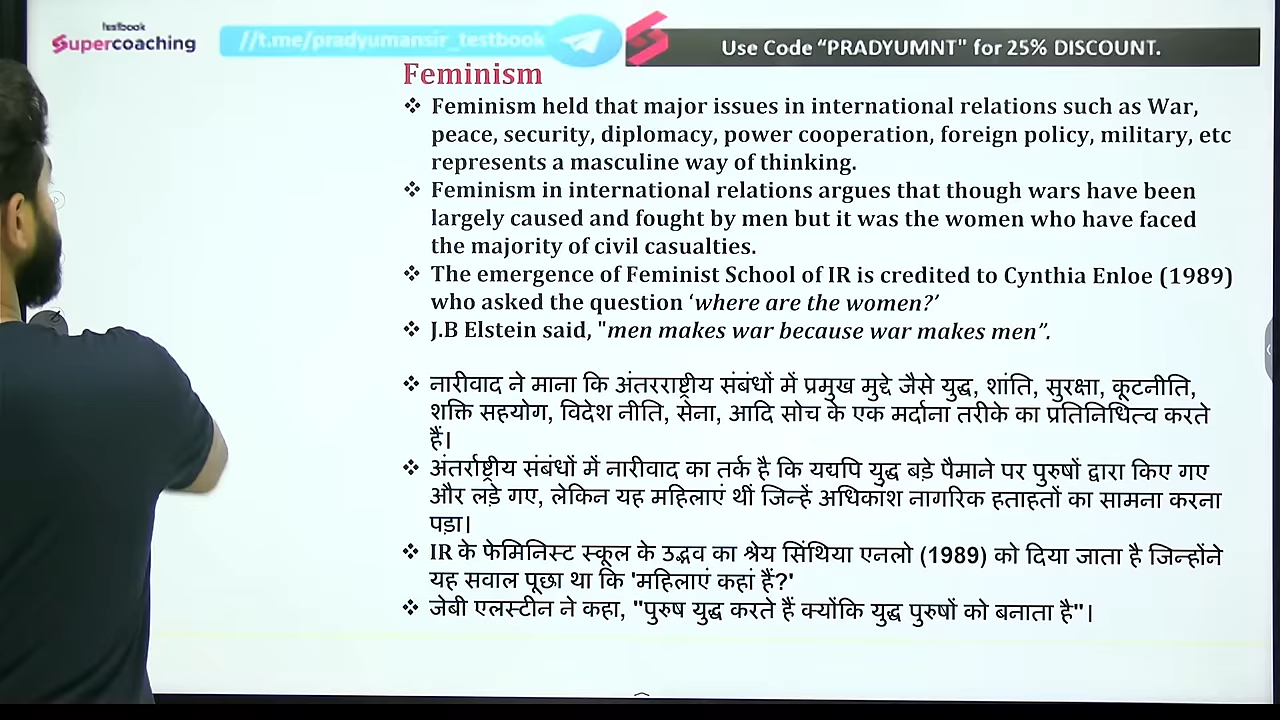 testbook
Supercoaching
//t.me/pradyumansir_testbook
Use Code “PRADYUMNT" for 25% DISCOUNT.
Feminism
❖ Feminism held that major issues in international relations such as War,
peace, security, diplomacy, power cooperation, foreign policy, military, etc
represents a masculine way of thinking.
❖ Feminism in international relations argues that though wars have been
largely caused and fought by men but it was the women who have faced
the majority of civil casualties.
❖ The emergence of Feminist School of IR is credited to Cynthia Enloe (1989)
who asked the question ‘where are the women?’
❖ J.B Elstein said, "men makes war because war makes men”.
❖ नारीवाद ने माना कि अंतरराष्ट्रीय संबंधों में प्रमुख मुद्दे जैसे युद्ध, शांति, सुरक्षा, कूटनीति,
शक्ति सहयोग, विदेश नीति, सेना, आदि सोच के एक मर्दाना तरीके का प्रतिनिधित्व करते
हैं।
❖ अंतर्राष्ट्रीय संबंधों में नारीवाद का तर्क है कि यद्यपि युद्ध बड़े पैमाने पर पुरुषों द्वारा किए गए
और लड़े गए, लेकिन यह महिलाएं थीं जिन्हें अधिकाश नागरिक हताहतों का सामना करना
पड़ा।
❖ IR के फेमिनिस्ट स्कूल के उद्भव का श्रेय सिंथिया एनलो (1989) को दिया जाता है जिन्होंने
यह सवाल पूछा था कि 'महिलाएं कहां हैं?'
❖ जेबी एलस्टीन ने कहा, "पुरुष युद्ध करते हैं क्योंकि युद्ध पुरुषों को बनाता है"।